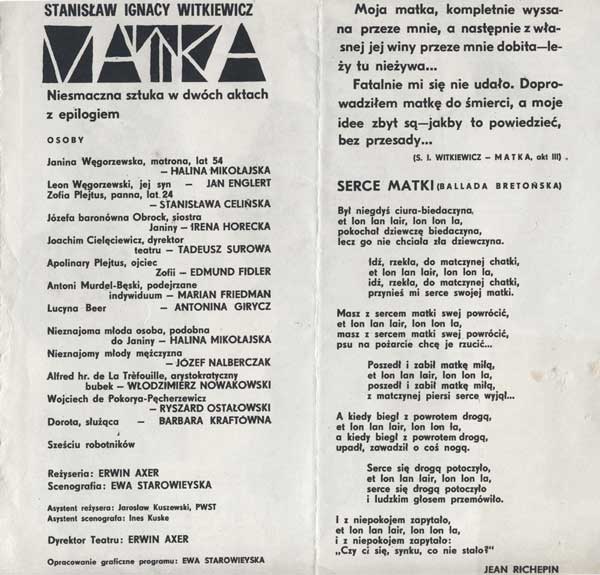 STANISŁAW IGNACY WITKIEWICZ
MATKA
Niesmaczna sztuka w dwóch aktach
z epilogiem
OSOBY
Janina Węgorzewska, matrona, lat 54
— HALINA MIKOŁAJSKA
Leon Węgorzewski, jej syn — JAN ENGLERT
Zofia Plejtus, panna, lat 24
— STANISŁAWA CELIŃSKA
Józefa baronówna Obrock, siostra
Janiny — IRENA HORECKA
Joachim Cielęciewicz, dyrektor
teatru — TADEUSZ SUROWA
Apolinary Plejtus, ojciec
Zofii — EDMUND FIDLER
Antoni Murdel-Bęski, podejrzane
indywiduum — MARIAN FRIEDMAN
Lucyna Beer — ANTONINA GIRYCZ
Nieznajoma młoda osoba, podobna
do Janiny — HALINA MIKOŁAJSKA
Nieznajomy młody mężczyzna
— JÓZEF NALBERCZAK
Alfred hr. de La Trèfouille, arystokratyczny
bubek — WŁODZIMIERZ NOWAKOWSKI
Wojciech de Pokorya-Pęcherzewicz
— RYSZARD OSTAŁOWSKI
Dorota, służąca — BARBARA KRAFTÓWNA
Sześciu robotników
Reżyseria: ERWIN AXER
Scenografia: EWA STAROWIEYSKA
Asystent reżysera: Jarosław Kuszewski, PWST
Asystent scenografa: Ines Kuske
Dyrektor Teatru: ERWIN AXER
Opracowanie graficzne programu: EWA STAROWIEYSKA
Moja matka, kompletnie wyssa-
na przeze mnie, a następnie z wła-
snej jej winy przeze mnie dobita—le-
ży tu nieżywa...
Fatalnie mi się nie udało. Dopro-
wadziłem matkę do śmierci, a moje
idee zbyt są—jakby to powiedzieć,
bez przesady...
(S. I. WITKIEWICZ — MATKA, akt III).
SERCE MATKI (BALLADA BRETOŃSKA)
Był niegdyś ciura-biedaczyna,
et lon lan lair, lon lon la,
pokochał dziewczę biedaczyna,
lecz go nie chciała zła dziewczyna.
Idź, rzekła, do matczynej chatki,
et lon lan lair, lon lon la,
idź, rzekła, do matczynej chatki,
przynieś mi serce swojej matki.
Masz z sercem matki swej powrócić,
et lon lan lair, lon lon la,
masz z sercem matki swej powrócić,
psu na pożarcie chcę je rzucić...
Poszedł i zabił matkę miłą,
et lon lan lair, lon lon la,
poszedł i zabił matkę miłą,
z matczynej piersi serce wyjął...
A kiedy biegł z powrotem drogą,
et lon lan lair, lon lon la,
a kiedy biegł z powrotem drogą,
upadł, zawadził o coś nogą.
Serce się drogą potoczyło,
et lon lan lair, lon lon la,
serce się drogą potoczyło
i ludzkim głosem przemówiło.
I z niepokojem zapytało,
et lon lan lair, lon lon la,
i z niepokojem zapytało:
„Czy ci się, synku, co nie stało?"
JEAN RICHEPIN